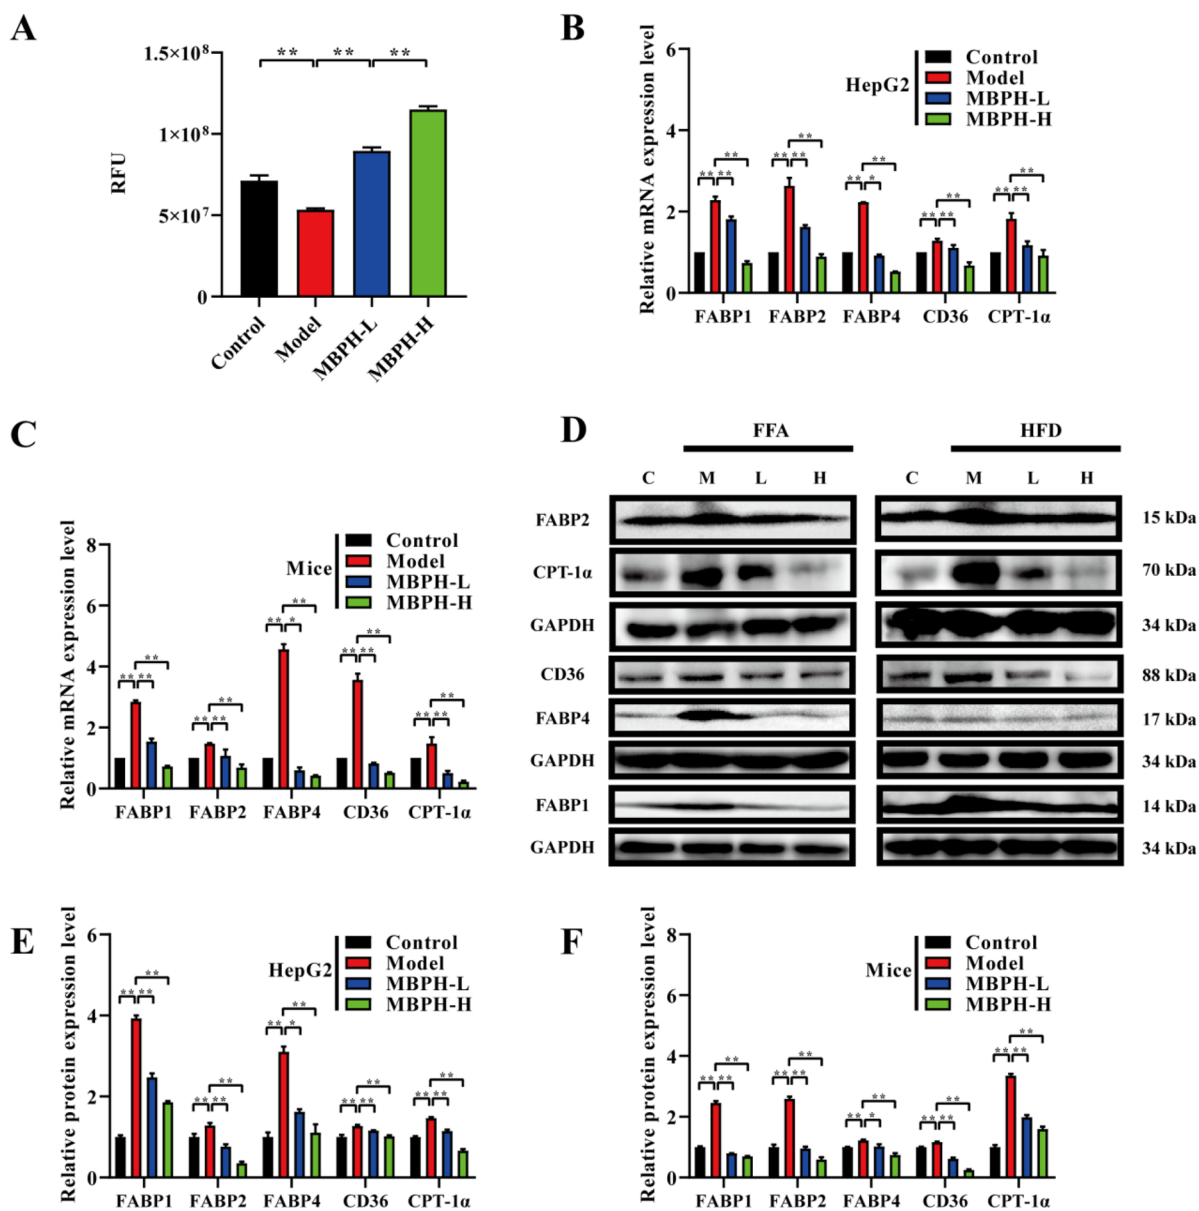 A
1.5×10⁸
1×10⁸
5×10⁷
0
RFU
** ** **
Control
Model
MBPH-L
MBPH-H
B
Relative mRNA expression level
6
4
2
0
HepG2
Control
Model
MBPH-L
MBPH-H
** ** **
** ** **
** * **
** ** **
** ** **
FABP1 FABP2 FABP4 CD36 CPT-1α
C
Relative mRNA expression level
8
6
4
2
0
Mice
Control
Model
MBPH-L
MBPH-H
** ** **
** ** **
** * **
** ** **
** ** **
FABP1 FABP2 FABP4 CD36 CPT-1α
D
FFA HFD
C M L H C M L H
FABP2 15 kDa
CPT-1α 70 kDa
GAPDH 34 kDa
CD36 88 kDa
FABP4 17 kDa
GAPDH 34 kDa
FABP1 14 kDa
GAPDH 34 kDa
E
Relative protein expression level
6
4
2
0
HepG2
Control
Model
MBPH-L
MBPH-H
** ** **
** ** **
** * **
** ** **
** ** **
FABP1 FABP2 FABP4 CD36 CPT-1α
F
Relative protein expression level
8
6
4
2
0
Mice
Control
Model
MBPH-L
MBPH-H
** ** **
** ** **
** * **
** ** **
** ** **
FABP1 FABP2 FABP4 CD36 CPT-1α